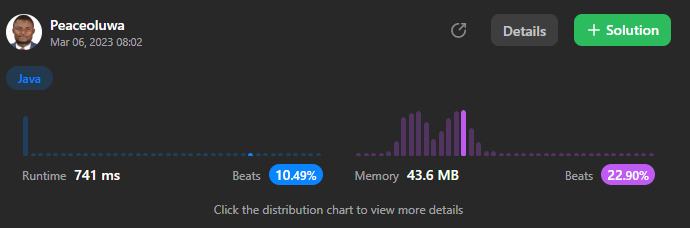 Peaceoluwa
Mar 06, 2023 08:02
Details
+ Solution
Java
Runtime 741 ms Beats 10.49%
Memory 43.6 MB Beats 22.90%
Click the distribution chart to view more details